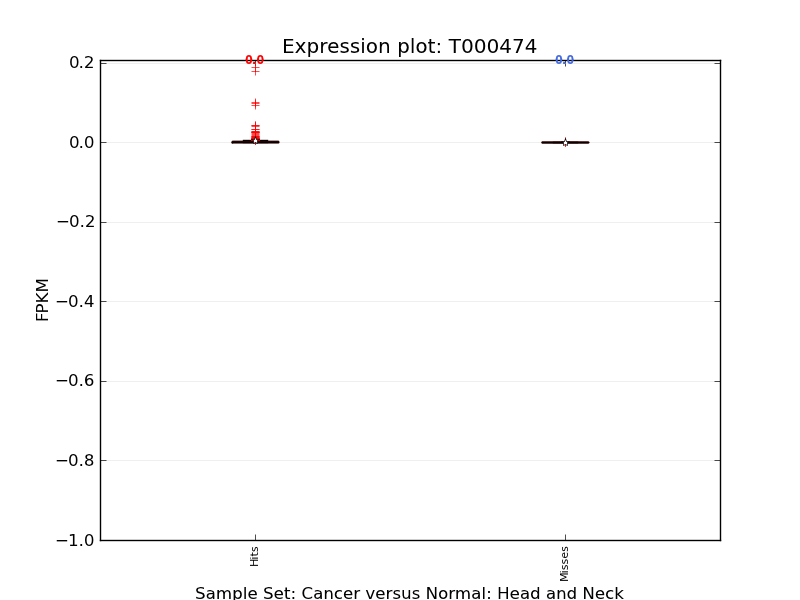 Expression plot: T000474
0.0
0.0
0.2
0.0
−0.2
−0.4
−0.6
−0.8
−1.0
FPKM
Hits
Misses
Sample Set: Cancer versus Normal: Head and Neck